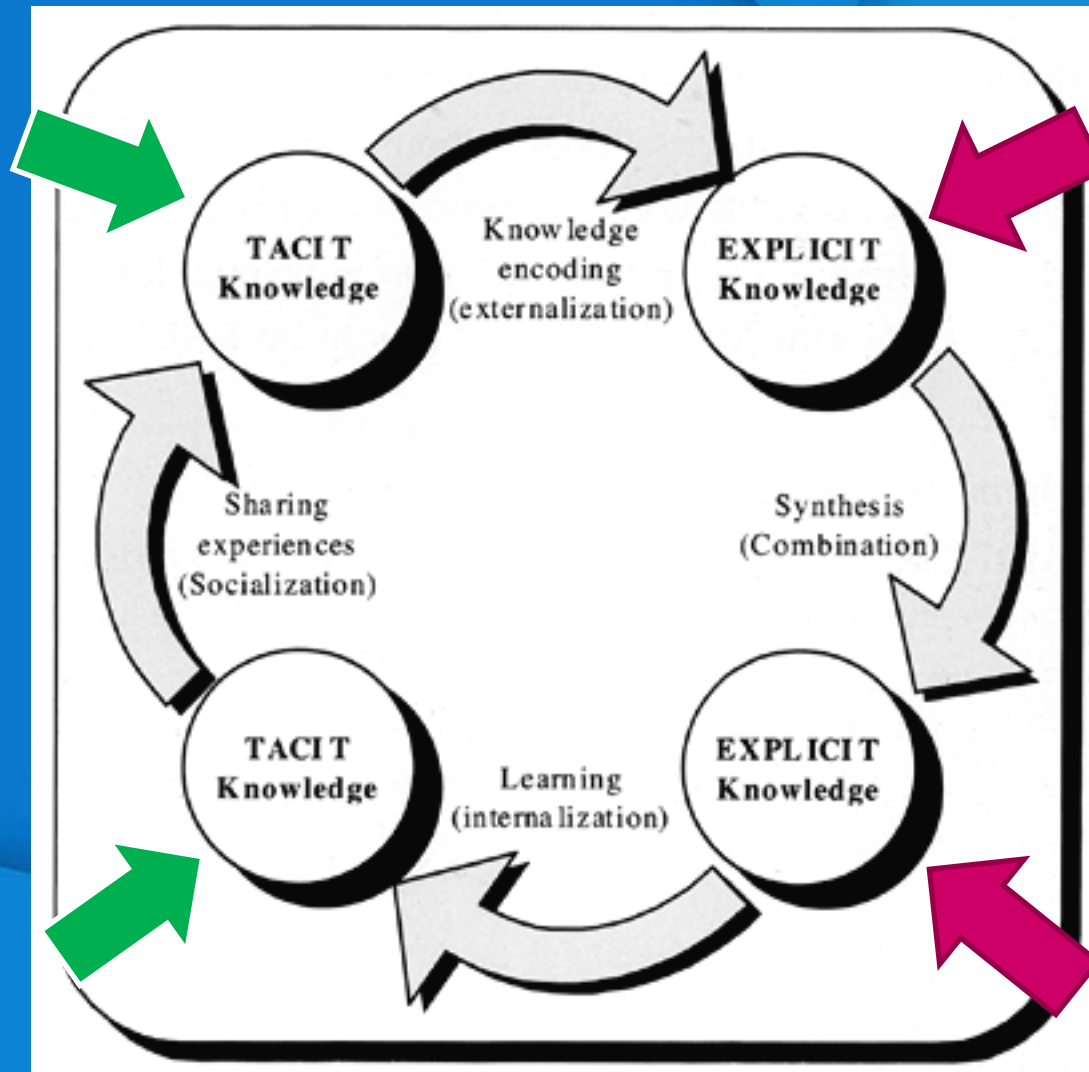 TACIT
Knowledge
Knowledge
encoding
(externalization)
EXPLICIT
Knowledge
Sharing
experiences
(Socialization)
Synthesis
(Combination)
TACIT
Knowledge
Learning
(internalization)
EXPLICIT
Knowledge